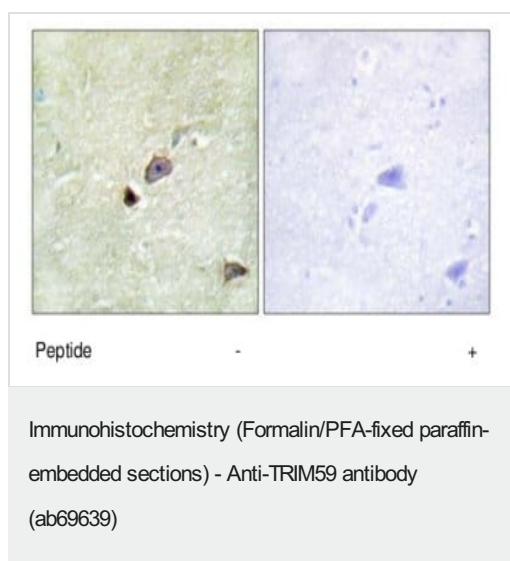 Peptide - +
Immunohistochemistry (Formalin/PFA-fixed paraffin-
embedded sections) - Anti-TRIM59 antibody
(ab69639)